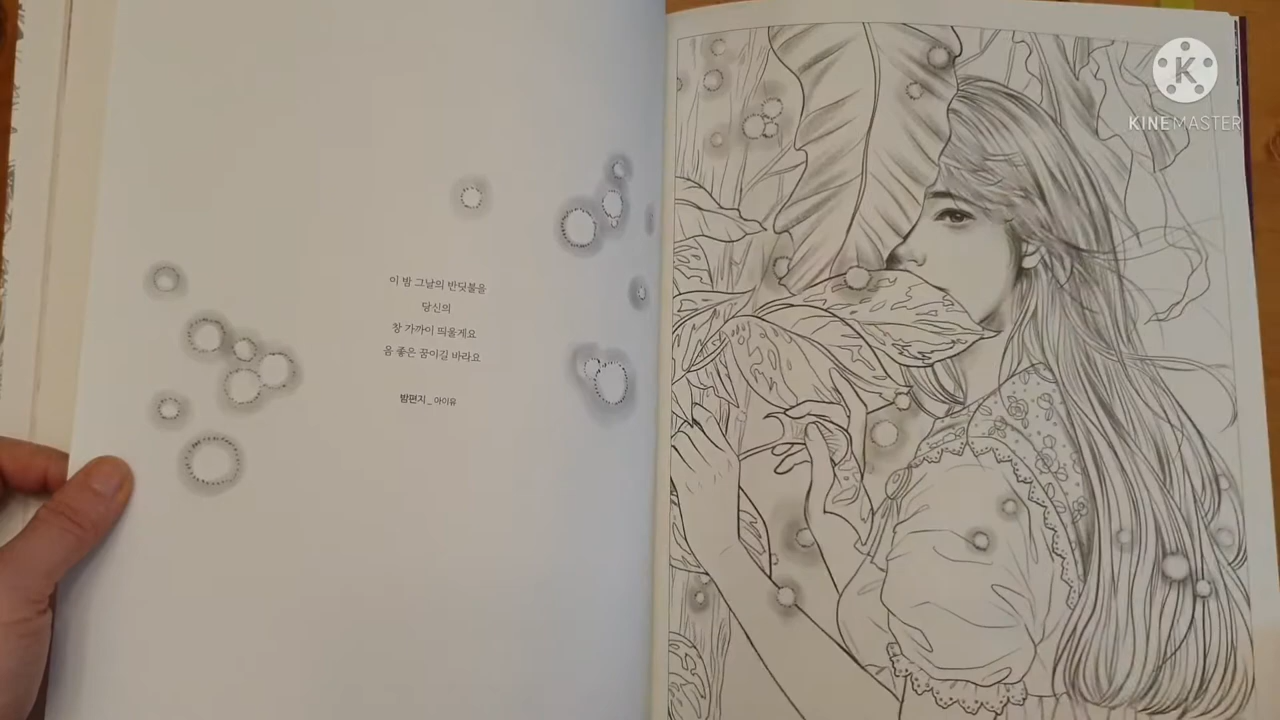 이 밤 그날의 반딧불을
당신의
창 가까이 띄울게요
음 좋은 꿈이길 바라요
밤편지_ 아이유
K
KINEMASTER